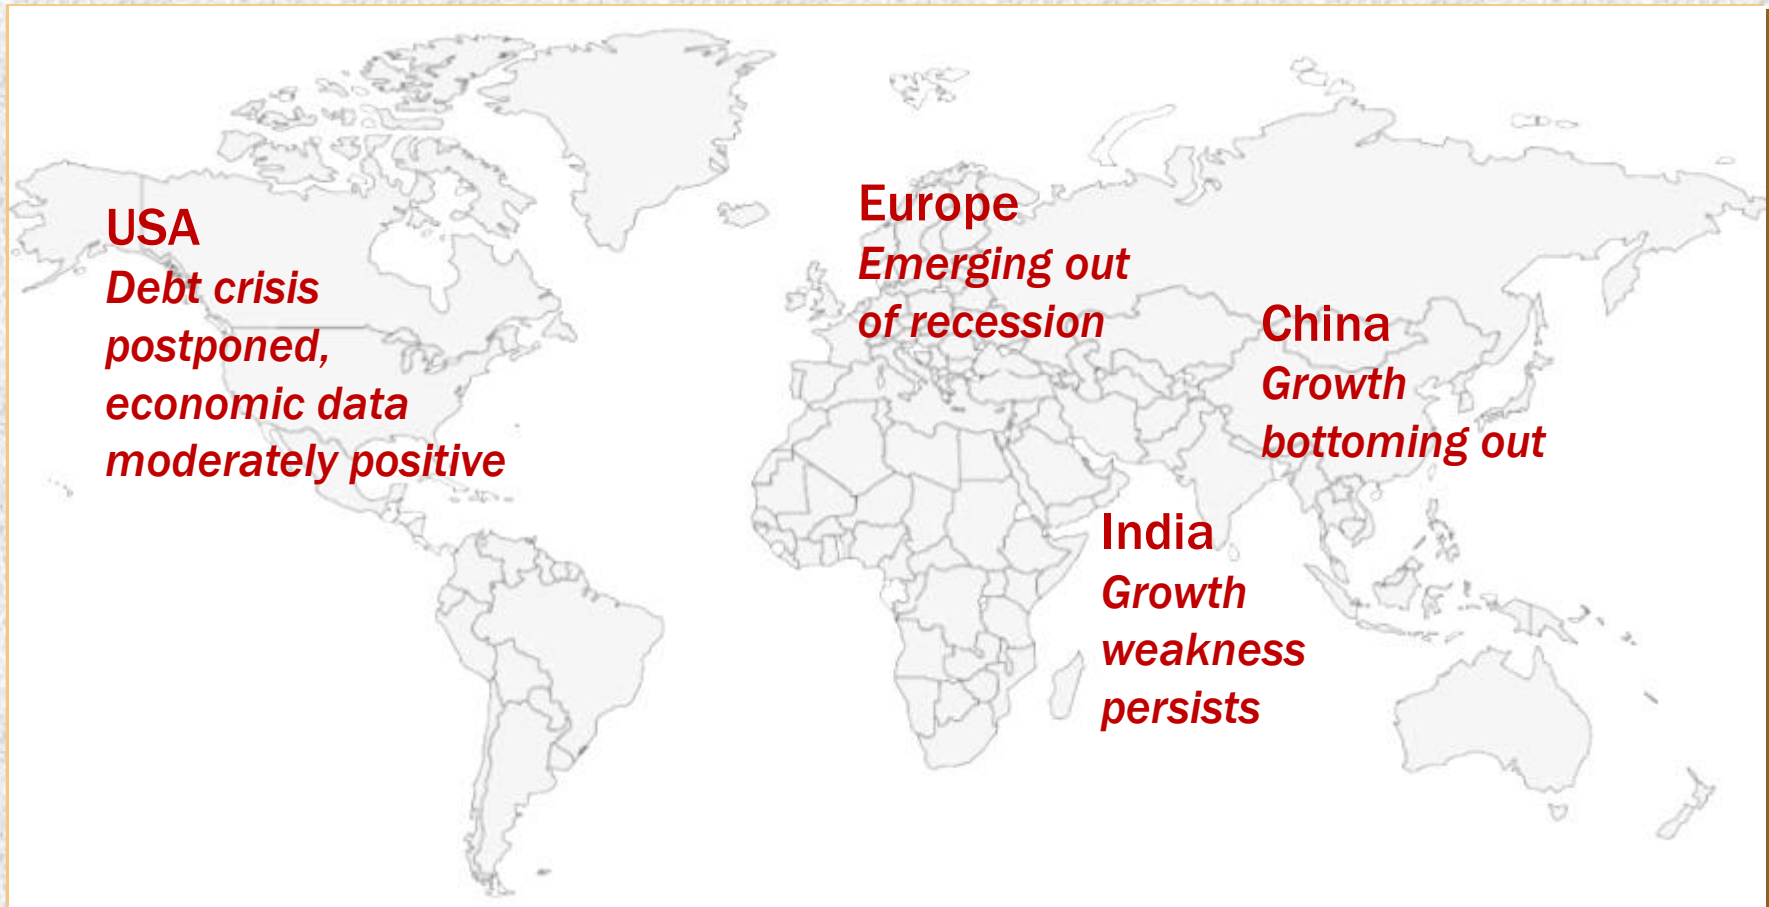 USA
Debt crisis
postponed,
economic data
moderately positive
Europe
Emerging out
of recession
China
Growth
bottoming out
India
Growth
weakness
persists